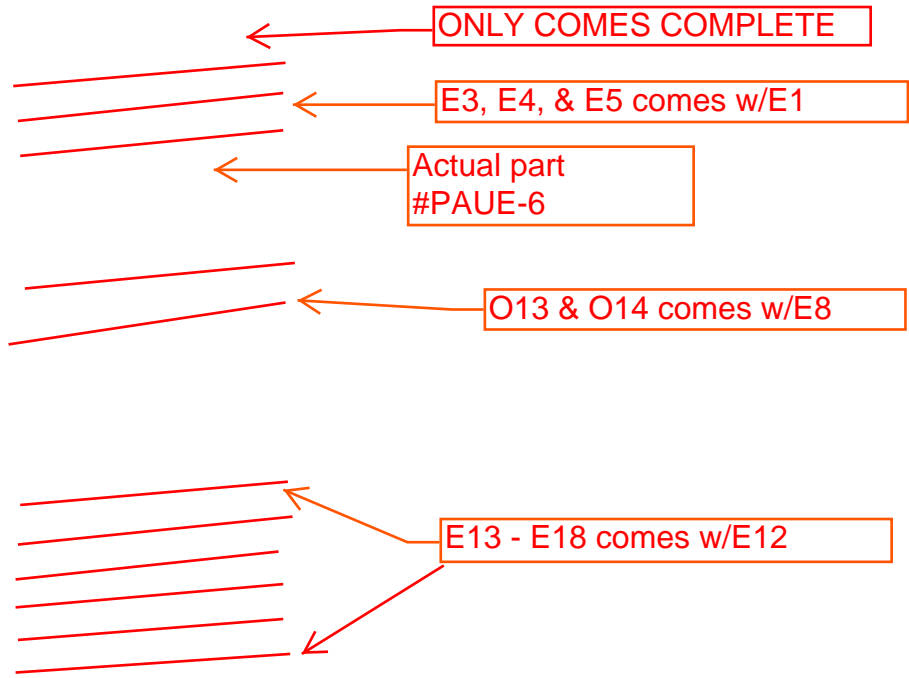 ONLY COMES COMPLETE
E3, E4, & E5 comes w/E1
Actual part
#PAUE-6
O13 & O14 comes w/E8
E13 - E18 comes w/E12